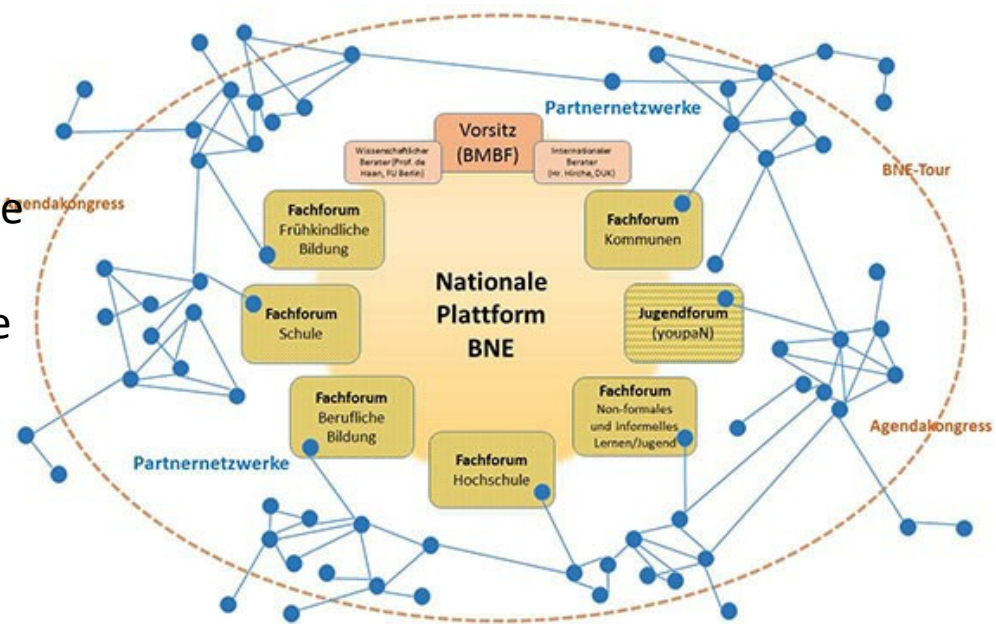 Partnernetzwerke
Vorsitz
(BMBF)
Wissenschaftlicher
Berater (Prof. de
Haan, FU Berlin)
Internationaler
Berater
(Hr. Hirche, DUK)
BNE-Tour
e
Agendakongress
Fachforum
Frühkindliche
Bildung
Fachforum
Kommunen
Nationale
Plattform
BNE
e
Fachforum
Schule
Jugendforum
(youpaN)
Fachforum
Berufliche
Bildung
Fachforum
Non-formales
und informelles
Lernen/Jugend
Agendakongress
Partnernetzwerke
Fachforum
Hochschule